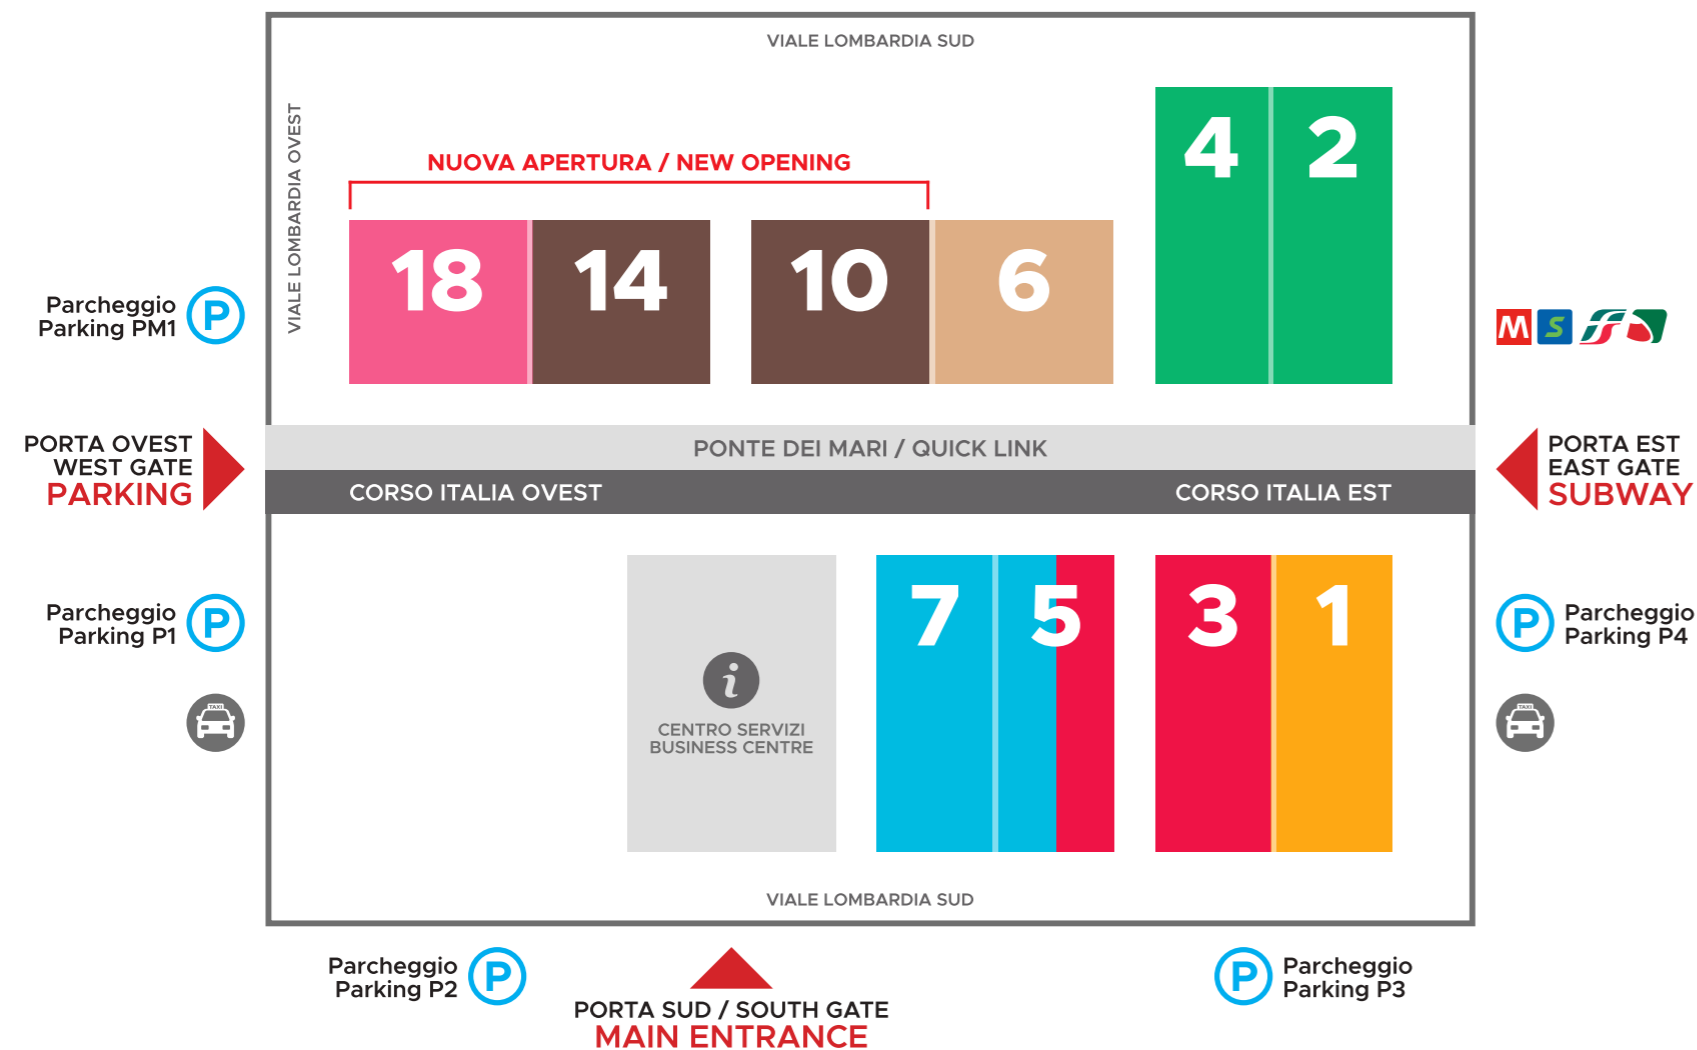 VIALE LOMBARDIA SUD
VIALE LOMBARDIA OVEST
NUOVA APERTURA / NEW OPENING
4
2
18
14
10
6
Parcheggio
Parking PM1
P
M
S
PORTA OVEST
WEST GATE
PARKING
PONTE DEI MARI / QUICK LINK
CORSO ITALIA OVEST
CORSO ITALIA EST
PORTA EST
EAST GATE
SUBWAY
Parcheggio
Parking P1
P
7
5
3
1
P
Parcheggio
Parking P4
TAXI
i
CENTRO SERVIZI
BUSINESS CENTRE
TAXI
VIALE LOMBARDIA SUD
Parcheggio
Parking P2
P
PORTA SUD / SOUTH GATE
MAIN ENTRANCE
P
Parcheggio
Parking P3